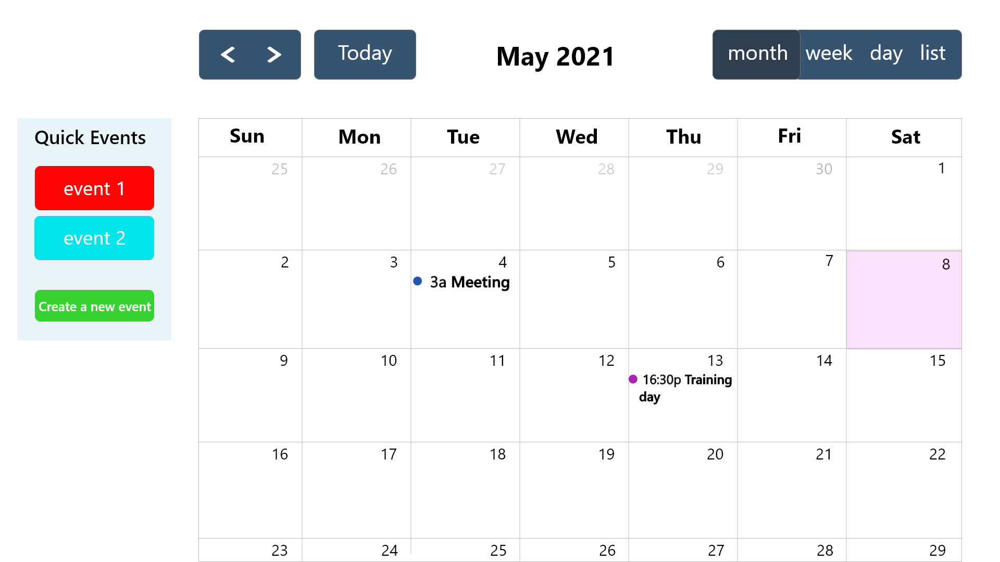 < > Today May 2021 month week day list
Quick Events
event 1
event 2
Create a new event
Sun Mon Tue Wed Thu Fri Sat
25 26 27 28 29 30 1
2 3 4 5 6 7 8
3a Meeting
9 10 11 12 13 14 15
16:30p Training
day
16 17 18 19 20 21 22
23 24 25 26 27 28 29